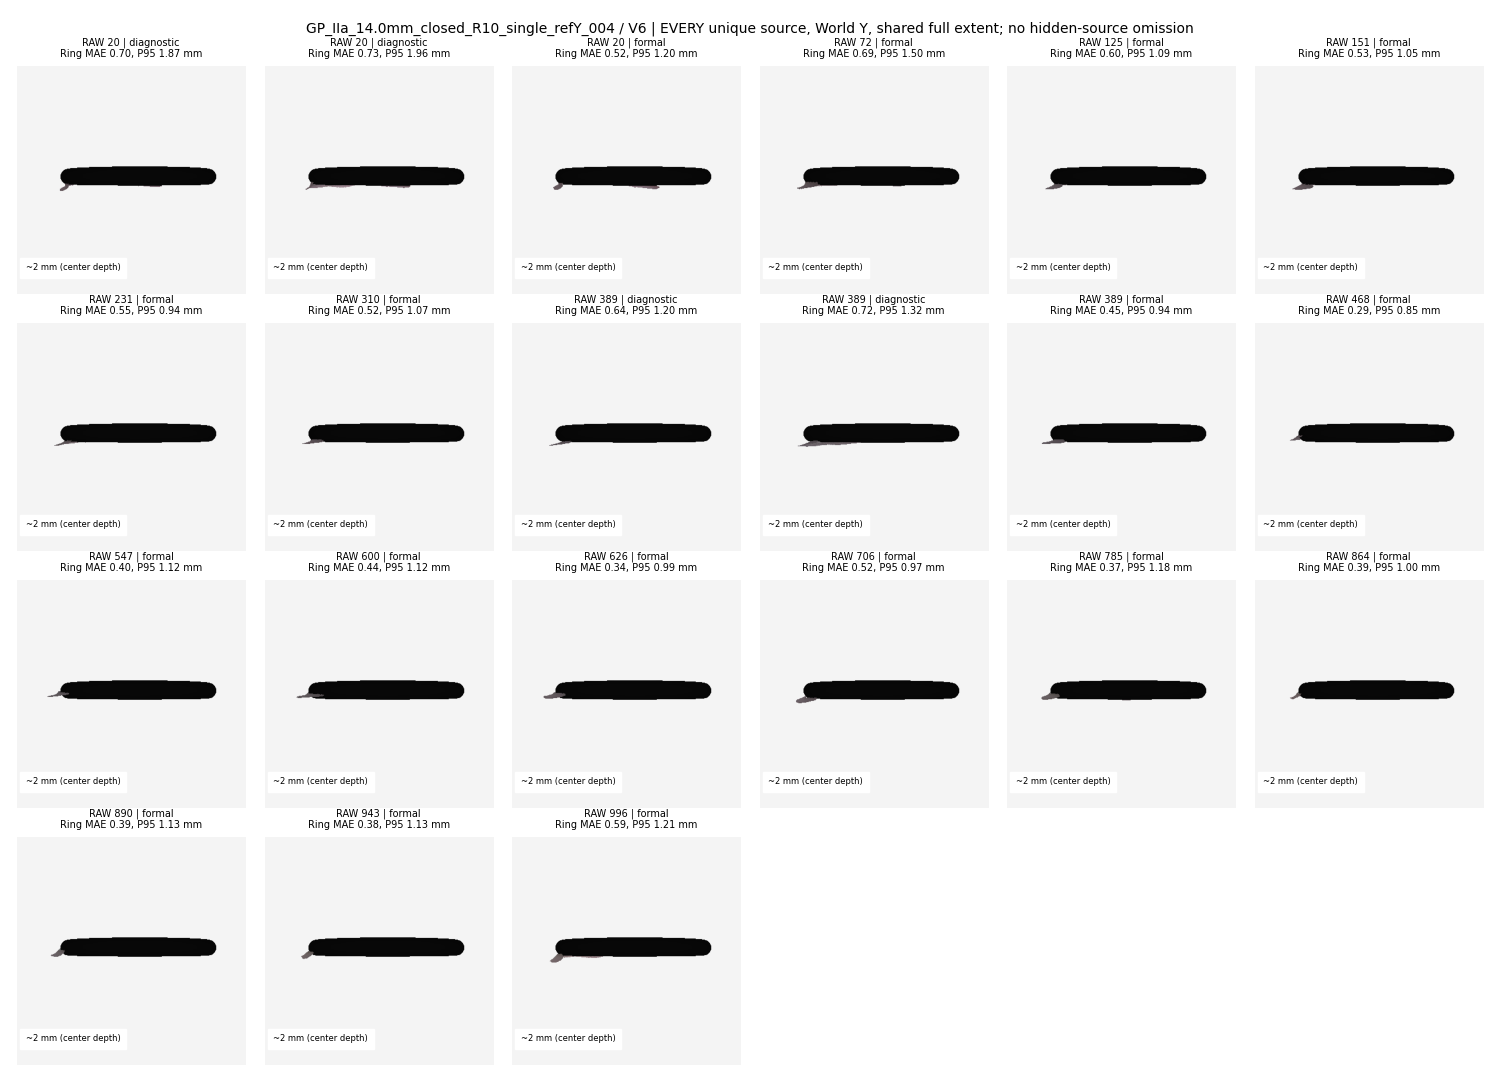 GP_IIa_14.0mm_closed_R10_single_refY_004 / V6 | EVERY unique source, World Y, shared full extent; no hidden-source omission
RAW 20 | diagnostic
Ring MAE 0.70, P95 1.87 mm
~2 mm (center depth)
RAW 20 | diagnostic
Ring MAE 0.73, P95 1.96 mm
~2 mm (center depth)
RAW 20 | formal
Ring MAE 0.52, P95 1.20 mm
~2 mm (center depth)
RAW 72 | formal
Ring MAE 0.69, P95 1.50 mm
~2 mm (center depth)
RAW 125 | formal
Ring MAE 0.60, P95 1.09 mm
~2 mm (center depth)
RAW 151 | formal
Ring MAE 0.53, P95 1.05 mm
~2 mm (center depth)
RAW 231 | formal
Ring MAE 0.55, P95 0.94 mm
~2 mm (center depth)
RAW 310 | formal
Ring MAE 0.52, P95 1.07 mm
~2 mm (center depth)
RAW 389 | diagnostic
Ring MAE 0.64, P95 1.20 mm
~2 mm (center depth)
RAW 389 | diagnostic
Ring MAE 0.72, P95 1.32 mm
~2 mm (center depth)
RAW 389 | formal
Ring MAE 0.45, P95 0.94 mm
~2 mm (center depth)
RAW 468 | formal
Ring MAE 0.29, P95 0.85 mm
~2 mm (center depth)
RAW 547 | formal
Ring MAE 0.40, P95 1.12 mm
~2 mm (center depth)
RAW 600 | formal
Ring MAE 0.44, P95 1.12 mm
~2 mm (center depth)
RAW 626 | formal
Ring MAE 0.34, P95 0.99 mm
~2 mm (center depth)
RAW 706 | formal
Ring MAE 0.52, P95 0.97 mm
~2 mm (center depth)
RAW 785 | formal
Ring MAE 0.37, P95 1.18 mm
~2 mm (center depth)
RAW 864 | formal
Ring MAE 0.39, P95 1.00 mm
~2 mm (center depth)
RAW 890 | formal
Ring MAE 0.39, P95 1.13 mm
~2 mm (center depth)
RAW 943 | formal
Ring MAE 0.38, P95 1.13 mm
~2 mm (center depth)
RAW 996 | formal
Ring MAE 0.59, P95 1.21 mm
~2 mm (center depth)